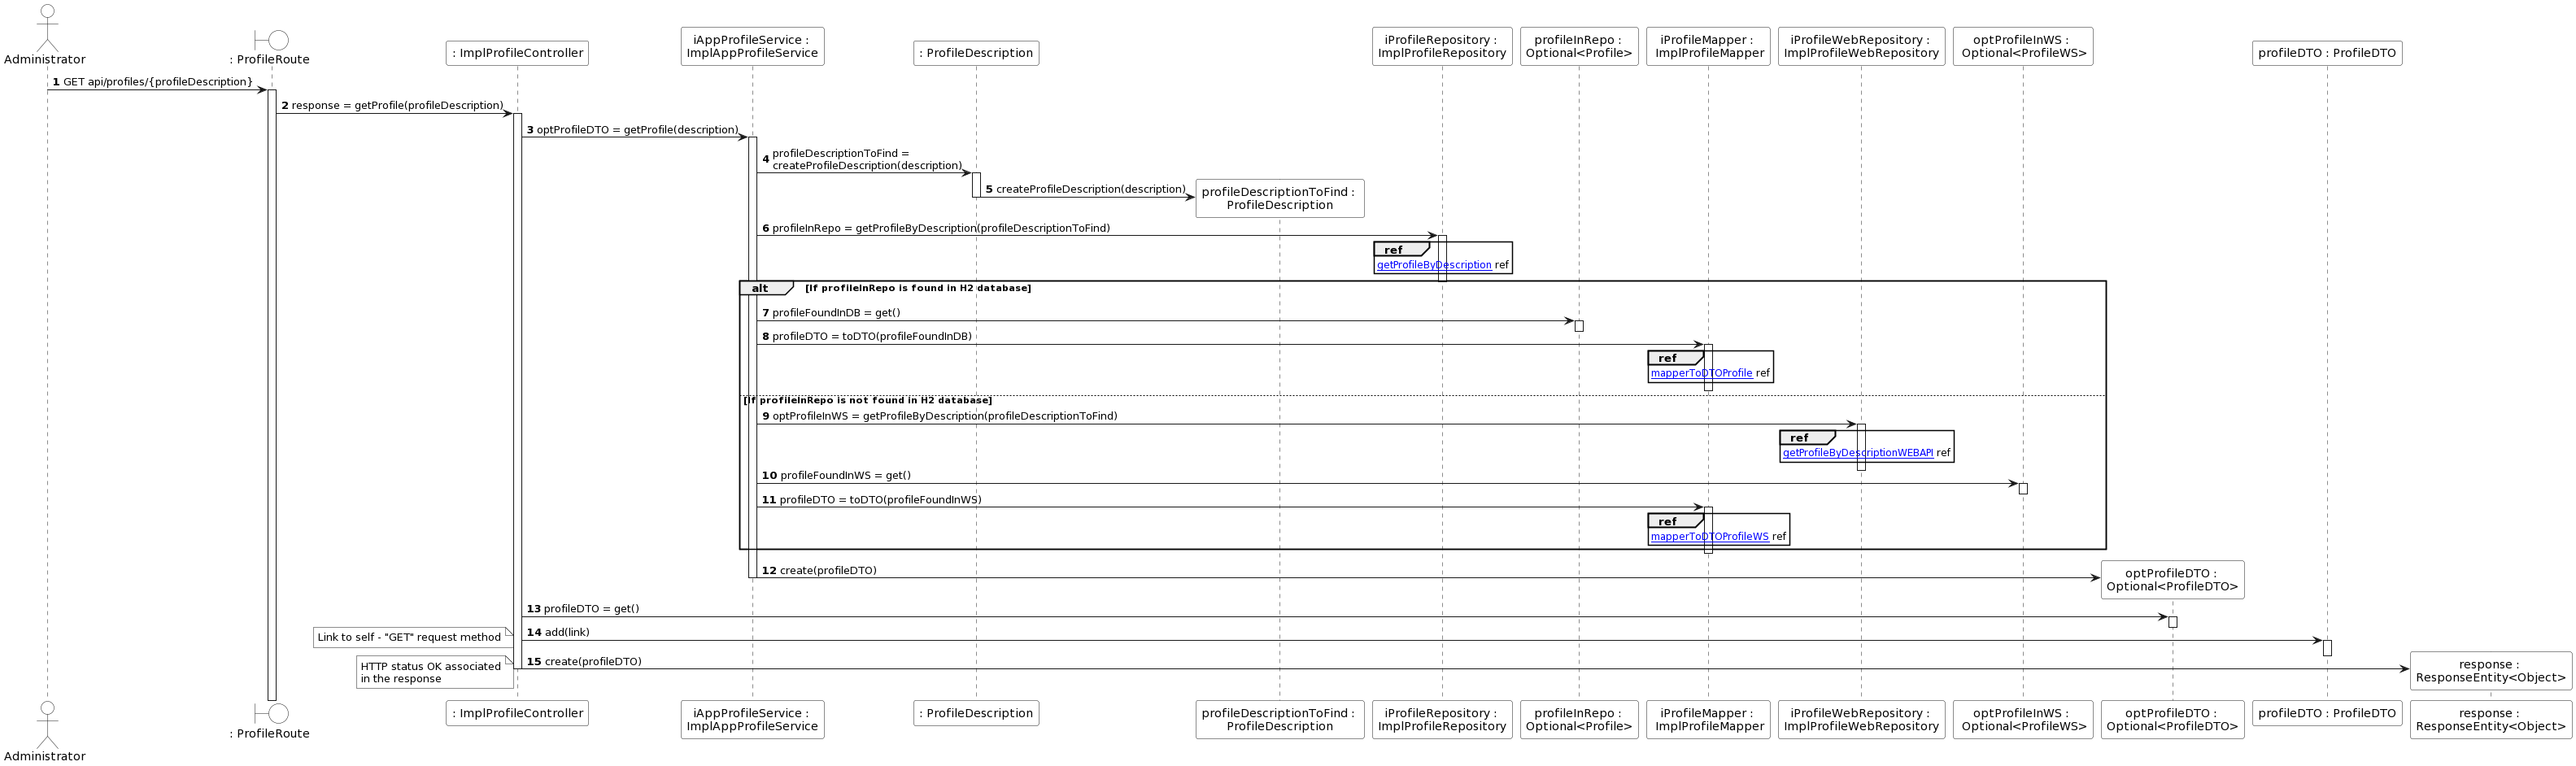 Administrator
: ProfileRoute
: ImplProfileController
iAppProfileService :
ImplAppProfileService
: ProfileDescription
iProfileRepository :
ImplProfileRepository
profileInRepo :
Optional<Profile>
iProfileMapper :
ImplProfileMapper
iProfileWebRepository :
ImplProfileWebRepository
optProfileInWS :
Optional<ProfileWS>
profileDTO : ProfileDTO
1 GET api/profiles/{profileDescription}
2 response = getProfile(profileDescription)
3 optProfileDTO = getProfile(description)
4 profileDescriptionToFind =
createProfileDescription(description)
5 createProfileDescription(description)
profileDescriptionToFind :
ProfileDescription
6 profileInRepo = getProfileByDescription(profileDescriptionToFind)
ref
getProfileByDescription ref
alt [If profileInRepo is found in H2 database]
7 profileFoundInDB = get()
8 profileDTO = toDTO(profileFoundInDB)
ref
mapperToDTOProfile ref
[If profileInRepo is not found in H2 database]
9 optProfileInWS = getProfileByDescription(profileDescriptionToFind)
ref
getProfileByDescriptionWEBAPI ref
10 profileFoundInWS = get()
11 profileDTO = toDTO(profileFoundInWS)
ref
mapperToDTOProfileWS ref
12 create(profileDTO)
optProfileDTO :
Optional<ProfileDTO>
13 profileDTO = get()
Link to self - "GET" request method
14 add(link)
HTTP status OK associated
in the response
15 create(profileDTO)
response :
ResponseEntity<Object>
Administrator
: ProfileRoute
: ImplProfileController
iAppProfileService :
ImplAppProfileService
: ProfileDescription
profileDescriptionToFind :
ProfileDescription
iProfileRepository :
ImplProfileRepository
profileInRepo :
Optional<Profile>
iProfileMapper :
ImplProfileMapper
iProfileWebRepository :
ImplProfileWebRepository
optProfileInWS :
Optional<ProfileWS>
optProfileDTO :
Optional<ProfileDTO>
profileDTO : ProfileDTO
response :
ResponseEntity<Object>